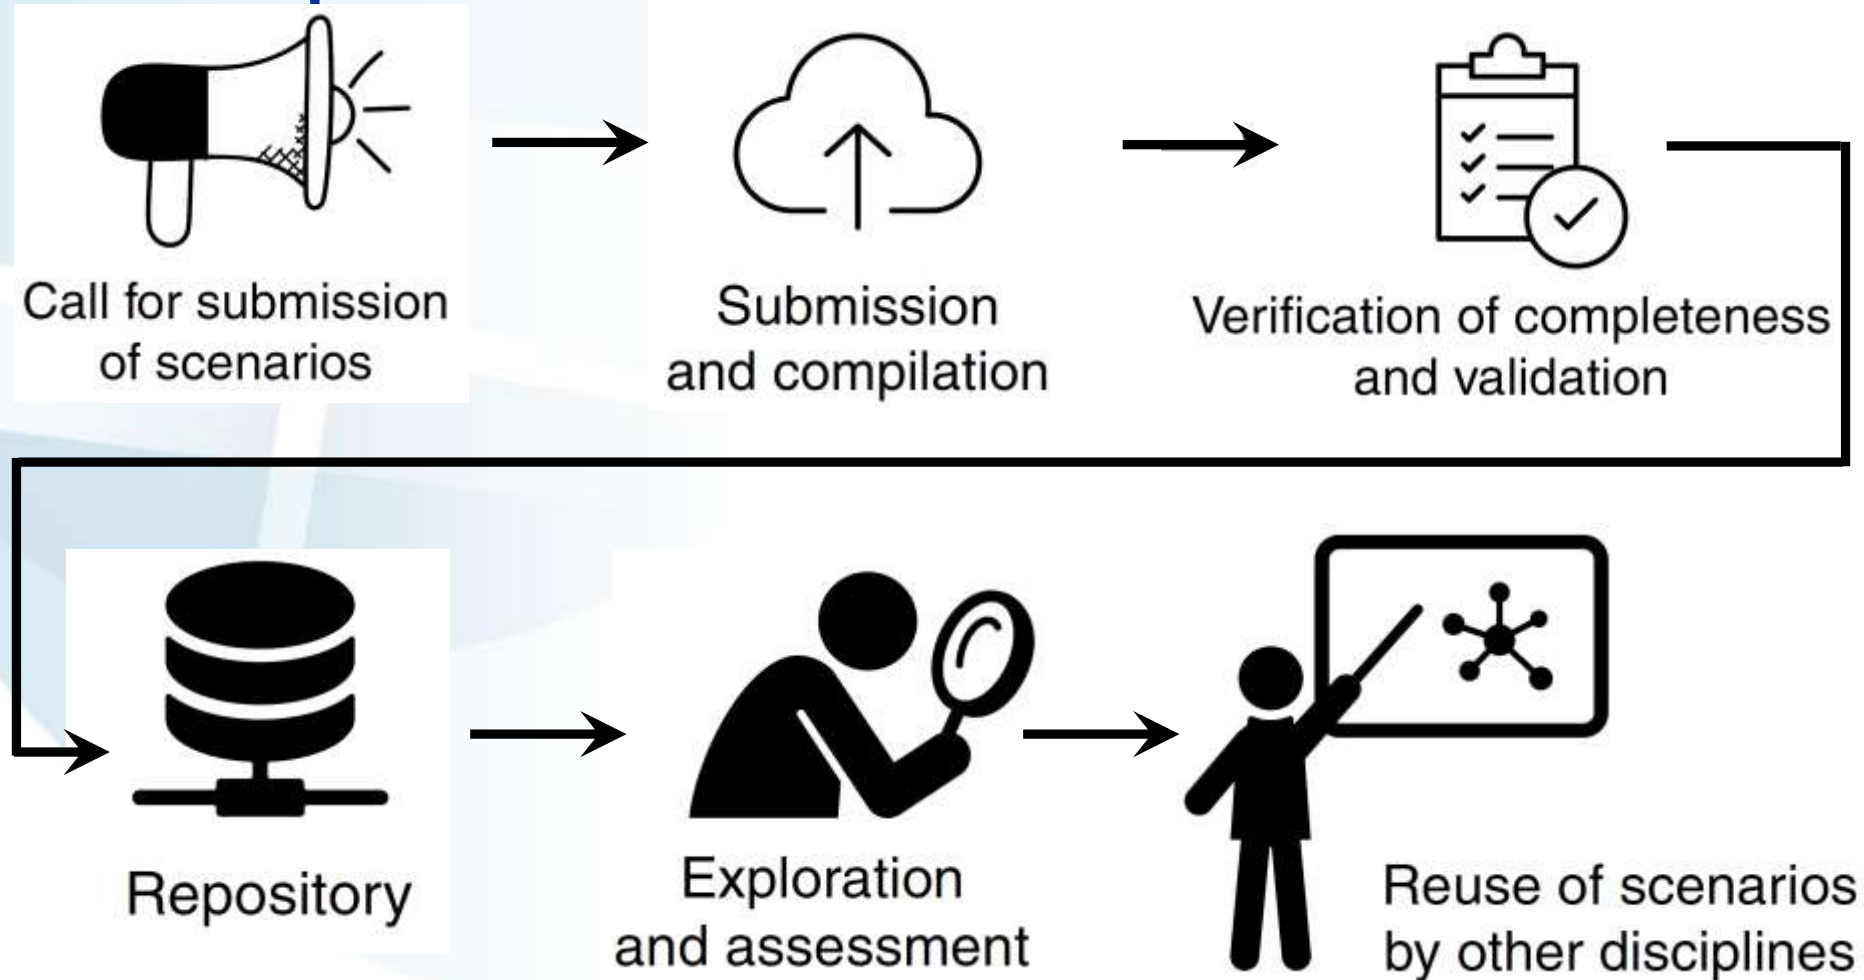 Call for submission
of scenarios
Submission
and compilation
Verification of completeness
and validation
Repository
Exploration
and assessment
Reuse of scenarios
by other disciplines